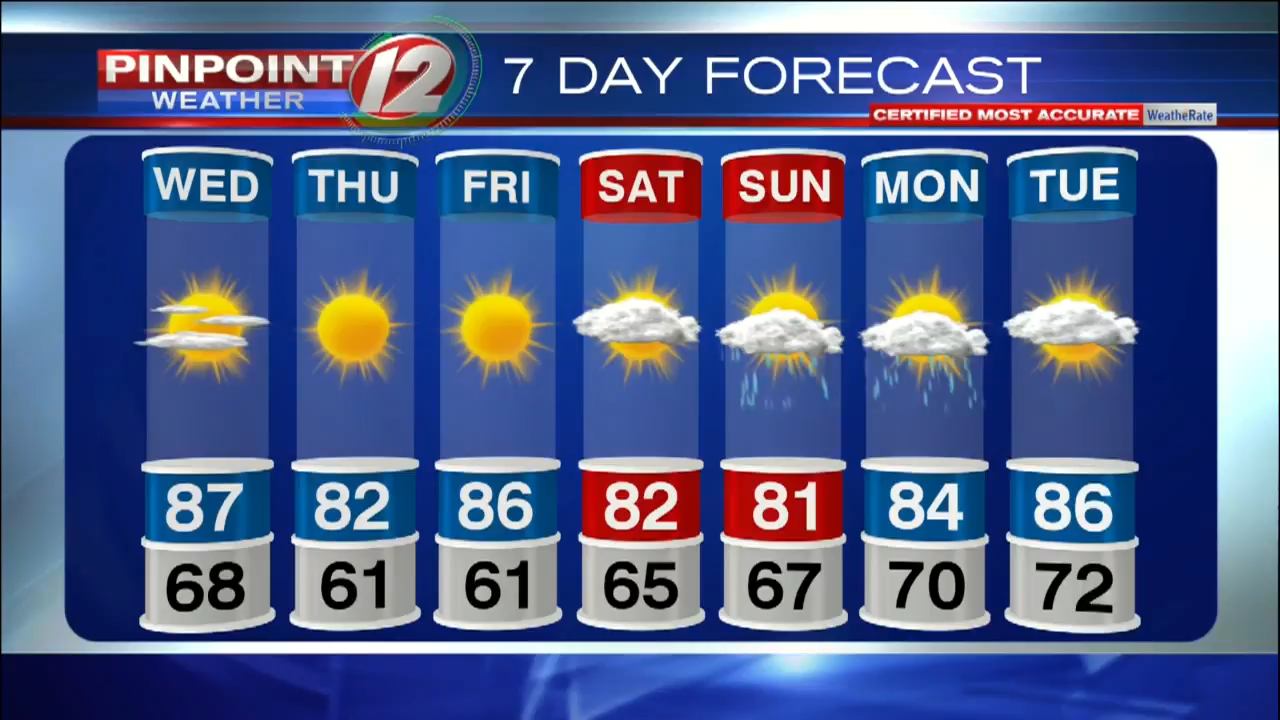 PINPOINT 12
WEATHER
7 DAY FORECAST
CERTIFIED MOST ACCURATE WeatheRate
WED THU FRI SAT SUN MON TUE
87 82 86 82 81 84 86
68 61 61 65 67 70 72